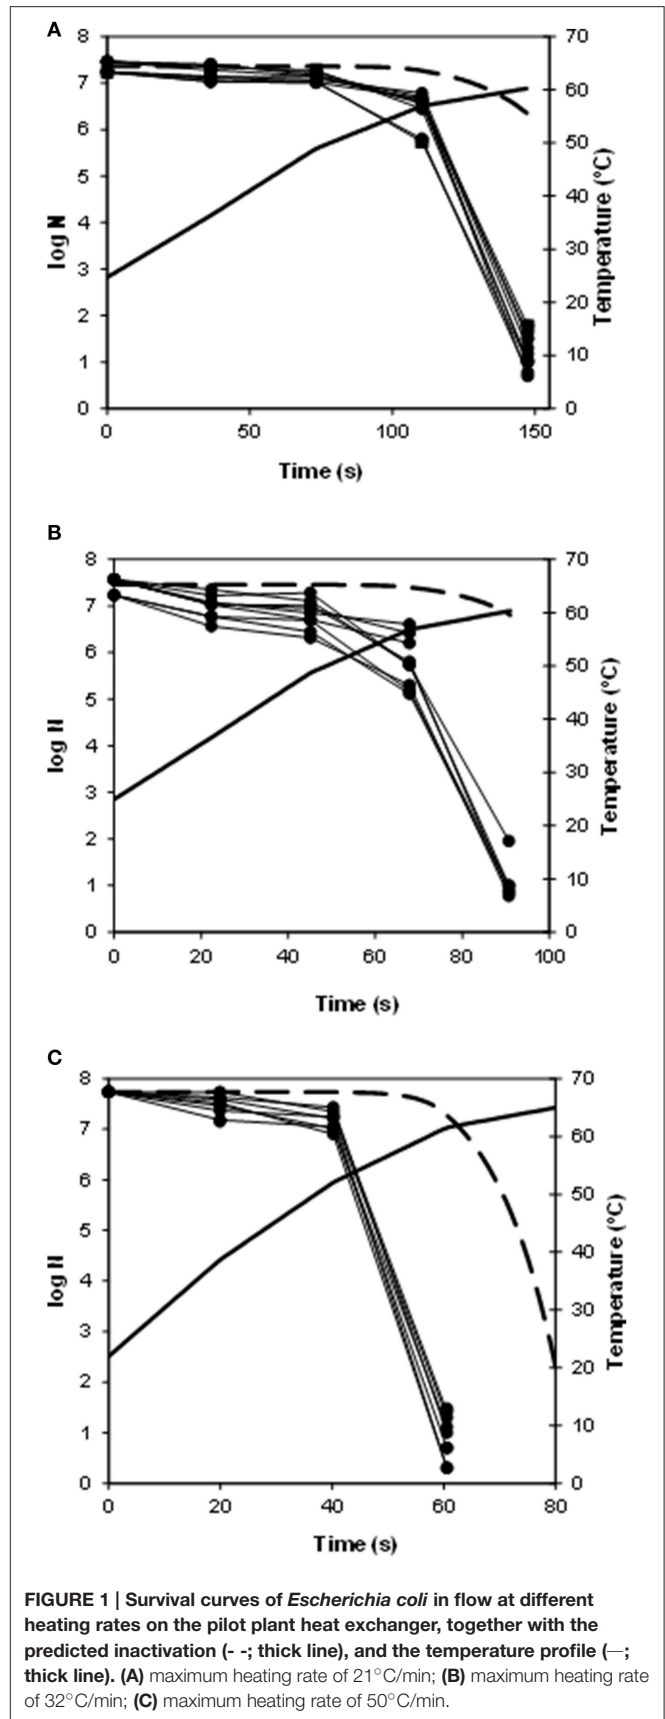 A
8
7
6
5
4
3
2
1
0
log N
70
60
50
40
30
20
10
0
Temperature (°C)
0 50 100 150
Time (s)
B
8
7
6
5
4
3
2
1
0
log N
70
60
50
40
30
20
10
0
Temperature (°C)
0 20 40 60 80 100
Time (s)
C
8
7
6
5
4
3
2
1
0
log N
70
60
50
40
30
20
10
0
Temperature (°C)
0 20 40 60 80
Time (s)
FIGURE 1 | Survival curves of Escherichia coli in flow at different
heating rates on the pilot plant heat exchanger, together with the
predicted inactivation (- -; thick line), and the temperature profile (—;
thick line). (A) maximum heating rate of 21°C/min; (B) maximum heating rate
of 32°C/min; (C) maximum heating rate of 50°C/min.